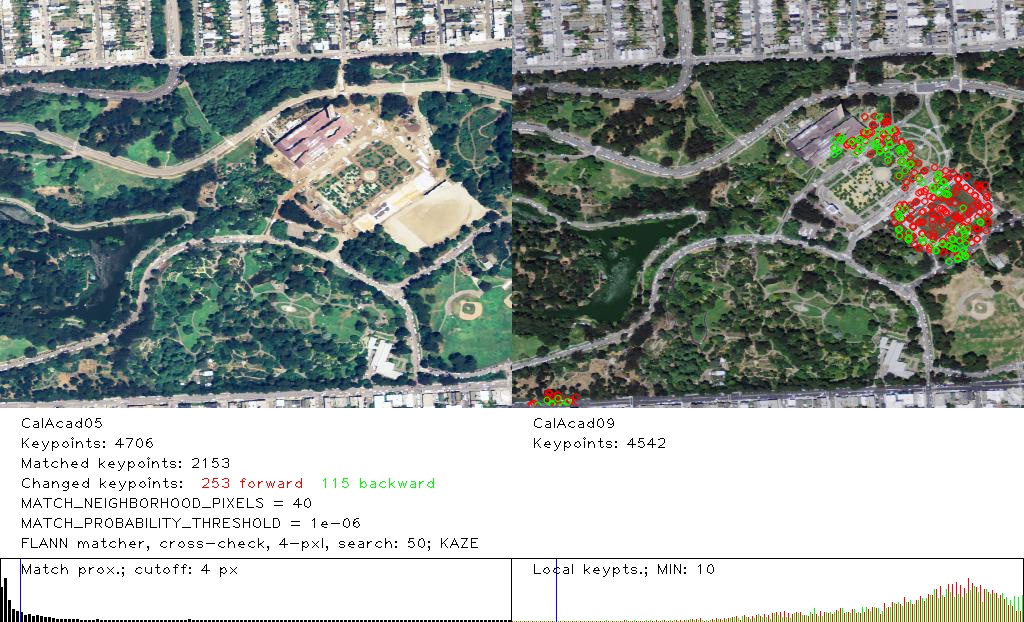 CalAcad05
Keypoints: 4706
Matched keypoints: 2153
Changed keypoints: 253 forward 115 backward
MATCH_NEIGHBORHOOD_PIXELS = 40
MATCH_PROBABILITY_THRESHOLD = 1e-06
FLANN matcher, cross-check, 4-pxl, search: 50; KAZE
CalAcad09
Keypoints: 4542
Match prox.; cutoff: 4 px
Local keypts.; MIN: 10